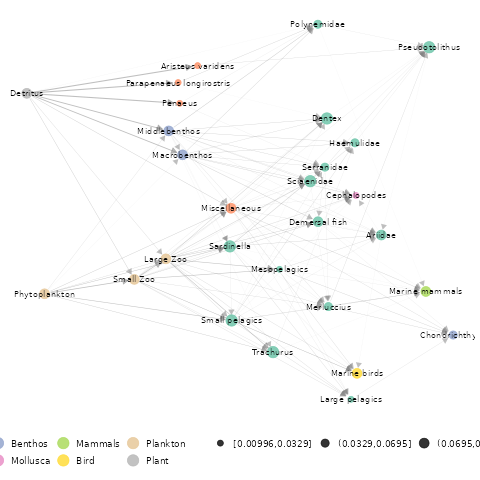 Polynemidae
Pseudotolithus
Aristeus varidens
Parapenaeus longirostris
Detritus
Penaeus
Dentex
Middlebenthos
Haemulidae
Macrobenthos
Serranidae
Sciaenidae
Cephalopodes
Miscellaneous
Demersal fish
Ariidae
Sardinella
Large Zoo
Mesopelagics
Small Zoo
Phytoplankton
Marine mammals
Merluccius
Small pelagics
Chondrichthy
Trachurus
Marine birds
Large pelagics
Benthos Mammals Plankton [0.00996,0.0329] (0.0329,0.0695] (0.0695,0
Mollusca Bird Plant